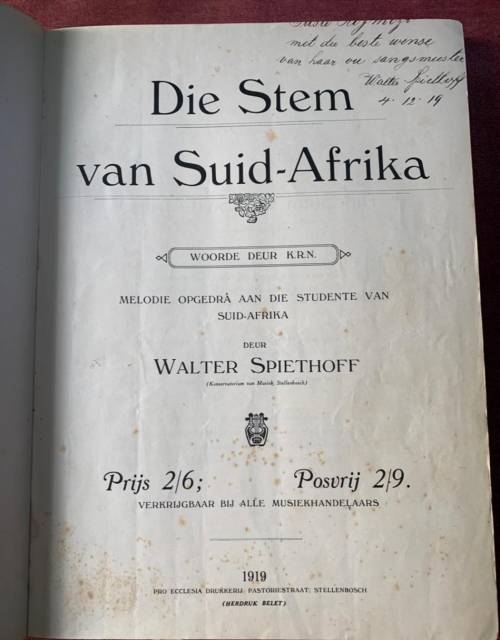 met die beste wense
van haar ou sangmeester
Walter Spiethoff
4·12·19
Die Stem
van Suid-Afrika
WOORDE DEUR K.R.N.
MELODIE OPGEDRÂ AAN DIE STUDENTE VAN
SUID-AFRIKA
DEUR
WALTER SPIETHOFF
(Konservatorium van Musiek, Stellenbosch)
Prijs 2/6; Posvrij 2/9.
VERKRIJGBAAR BIJ ALLE MUSIEKHANDELAARS
1919
PRO ECCLESIA DRUKKERIJ: PASTORIESTRAAT: STELLENBOSCH
(HERDRUK BELET)